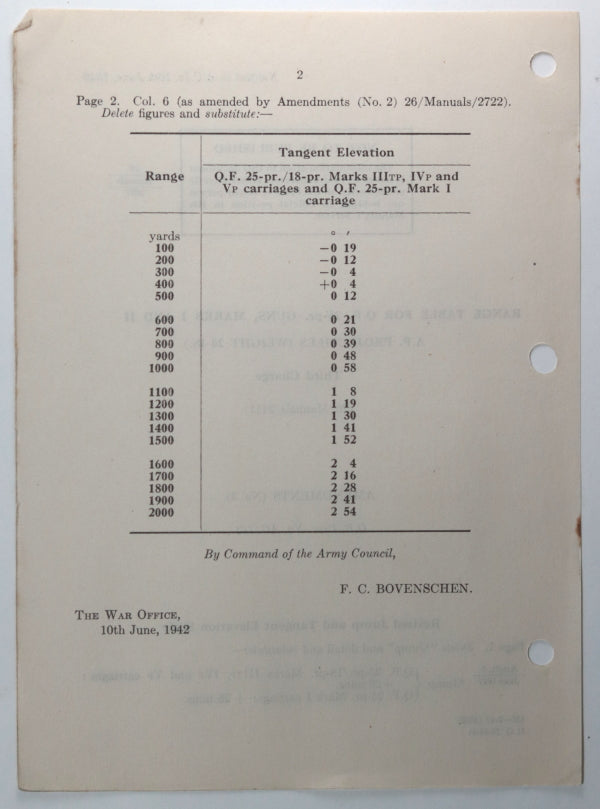 2
Page 2. Col. 6 (as amended by Amendments (No. 2) 26/Manuals/2722).
Delete figures and substitute:—
Tangent Elevation
Range
Q.F. 25-pr./18-pr. Marks IIITP, IVP and
VP carriages and Q.F. 25-pr. Mark I
carriage
yards ° ′
100 −0 19
200 −0 12
300 −0 4
400 +0 4
500 0 12
600 0 21
700 0 30
800 0 39
900 0 48
1000 0 58
1100 1 8
1200 1 19
1300 1 30
1400 1 41
1500 1 52
1600 2 4
1700 2 16
1800 2 28
1900 2 41
2000 2 54
By Command of the Army Council,
F. C. BOVENSCHEN.
THE WAR OFFICE,
10th June, 1942